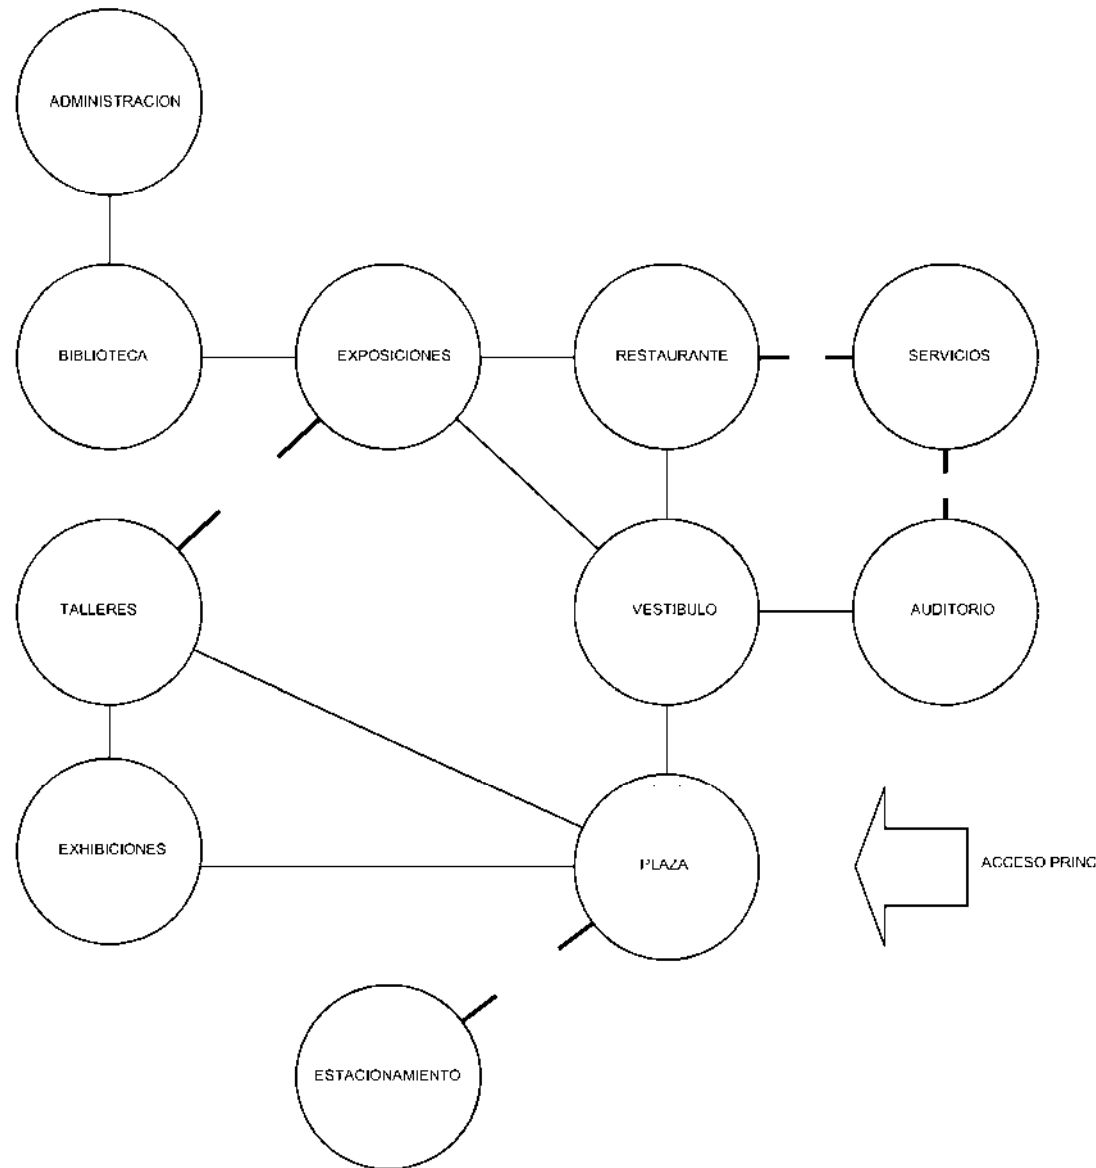 ADMINISTRACION
BIBLIOTECA
EXPOSICIONES
RESTAURANTE
SERVICIOS
TALLERES
VESTIBULO
AUDITORIO
EXHIBICIONES
PLAZA
ACCESO PRINC
ESTACIONAMIENTO